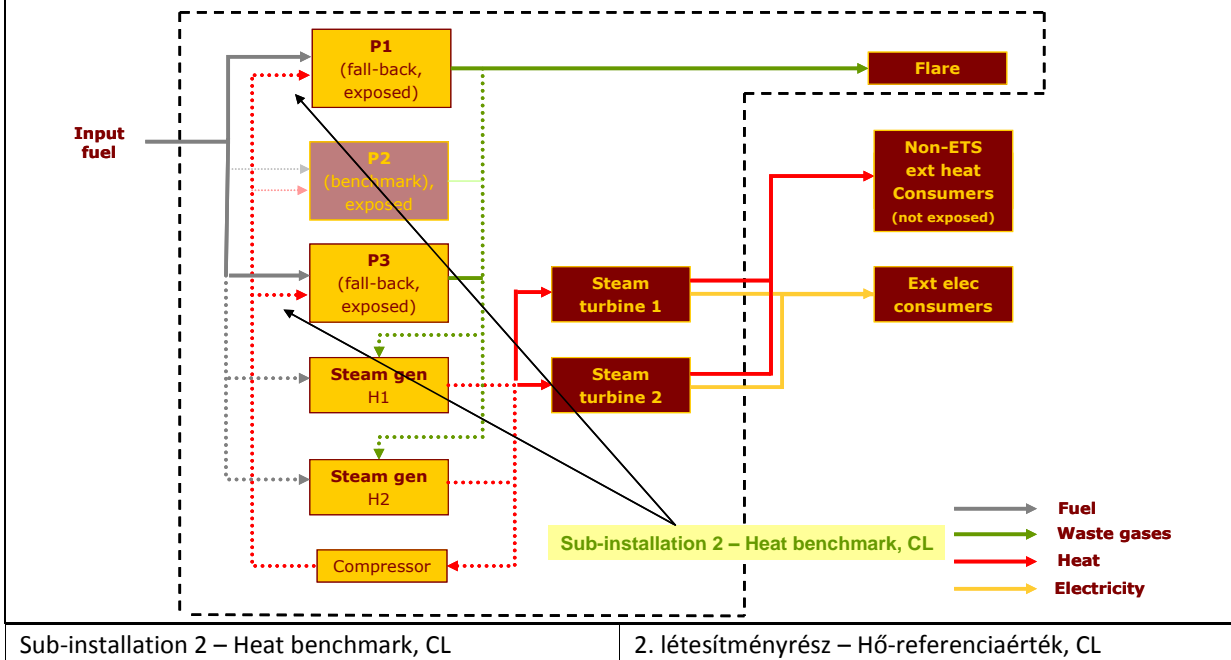 P1
(fall-back,
exposed)
Flare
Input
fuel
P2
(benchmark),
exposed
Non-ETS
ext heat
Consumers
(not exposed)
P3
(fall-back,
exposed)
Steam
turbine 1
Ext elec
consumers
Steam gen
H1
Steam
turbine 2
Steam gen
H2
Sub-installation 2 – Heat benchmark, CL
Compressor
Fuel
Waste gases
Heat
Electricity
Sub-installation 2 – Heat benchmark, CL
2. létesítményrész – Hő-referenciaérték, CL